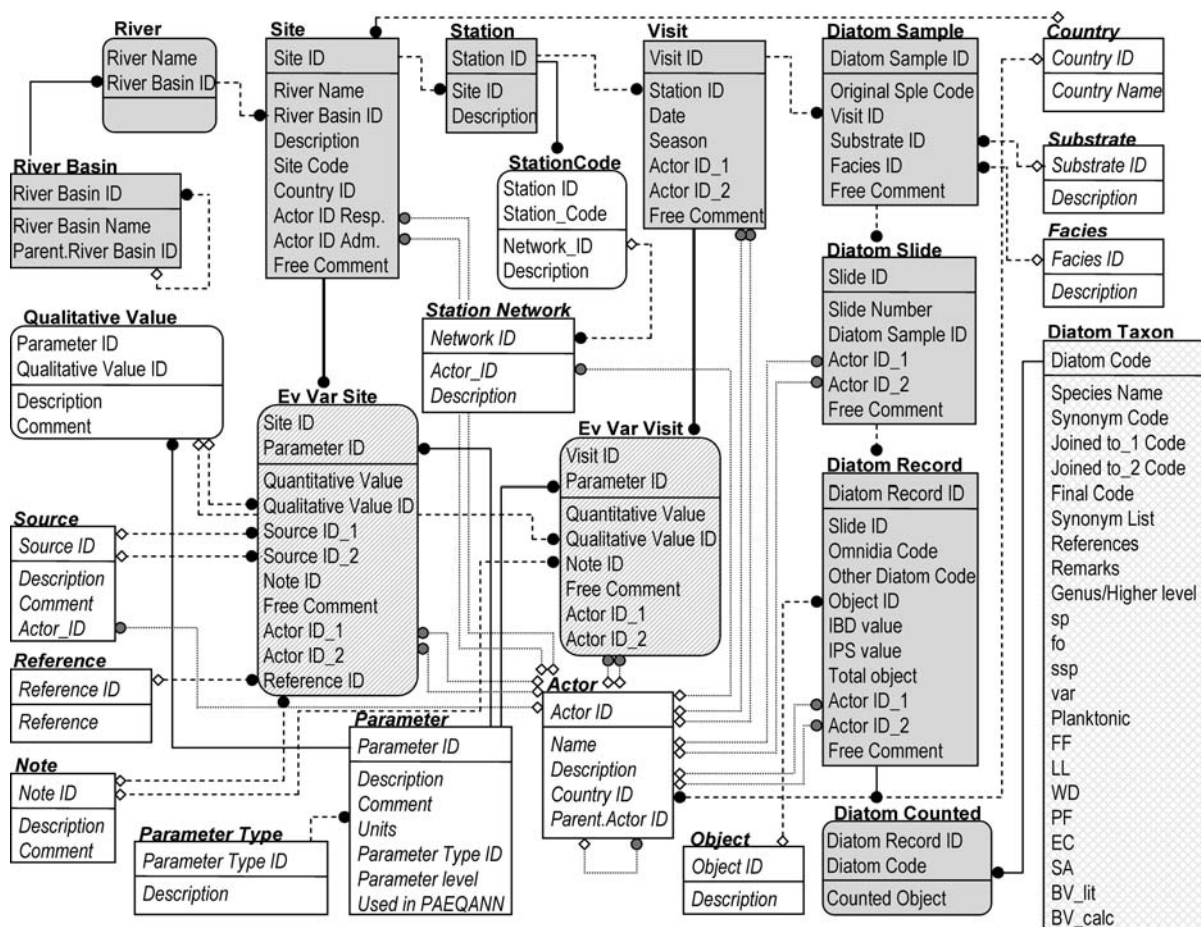 River
River Name
River Basin ID
Site
Site ID
River Name
River Basin ID
Description
Site Code
Country ID
Actor ID Resp.
Actor ID Adm.
Free Comment
Station
Station ID
Site ID
Description
Visit
Visit ID
Station ID
Date
Season
Actor ID_1
Actor ID_2
Free Comment
Diatom Sample
Diatom Sample ID
Original Sple Code
Visit ID
Substrate ID
Facies ID
Free Comment
Country
Country ID
Country Name
River Basin
River Basin ID
River Basin Name
Parent.River Basin ID
StationCode
Station ID
Station_Code
Network_ID
Description
Substrate
Substrate ID
Description
Facies
Facies ID
Description
Diatom Slide
Slide ID
Slide Number
Diatom Sample ID
Actor ID_1
Actor ID_2
Free Comment
Qualitative Value
Parameter ID
Qualitative Value ID
Description
Comment
Station Network
Network ID
Actor_ID
Description
Diatom Taxon
Diatom Code
Species Name
Synonym Code
Joined to_1 Code
Joined to_2 Code
Final Code
Synonym List
References
Remarks
Genus/Higher level
sp
fo
ssp
var
Planktonic
FF
LL
WD
PF
EC
SA
BV_lit
BV_calc
Ev Var Site
Site ID
Parameter ID
Quantitative Value
Qualitative Value ID
Source ID_1
Source ID_2
Note ID
Free Comment
Actor ID_1
Actor ID_2
Reference ID
Ev Var Visit
Visit ID
Parameter ID
Quantitative Value
Qualitative Value ID
Note ID
Free Comment
Actor ID_1
Actor ID_2
Diatom Record
Diatom Record ID
Slide ID
Omnidia Code
Other Diatom Code
Object ID
IBD value
IPS value
Total object
Actor ID_1
Actor ID_2
Free Comment
Source
Source ID
Description
Comment
Actor_ID
Reference
Reference ID
Reference
Note
Note ID
Description
Comment
Parameter Type
Parameter Type ID
Description
Parameter
Parameter ID
Description
Comment
Units
Parameter Type ID
Parameter level
Used in PAEQANN
Actor
Actor ID
Name
Description
Country ID
Parent.Actor ID
Object
Object ID
Description
Diatom Counted
Diatom Record ID
Diatom Code
Counted Object